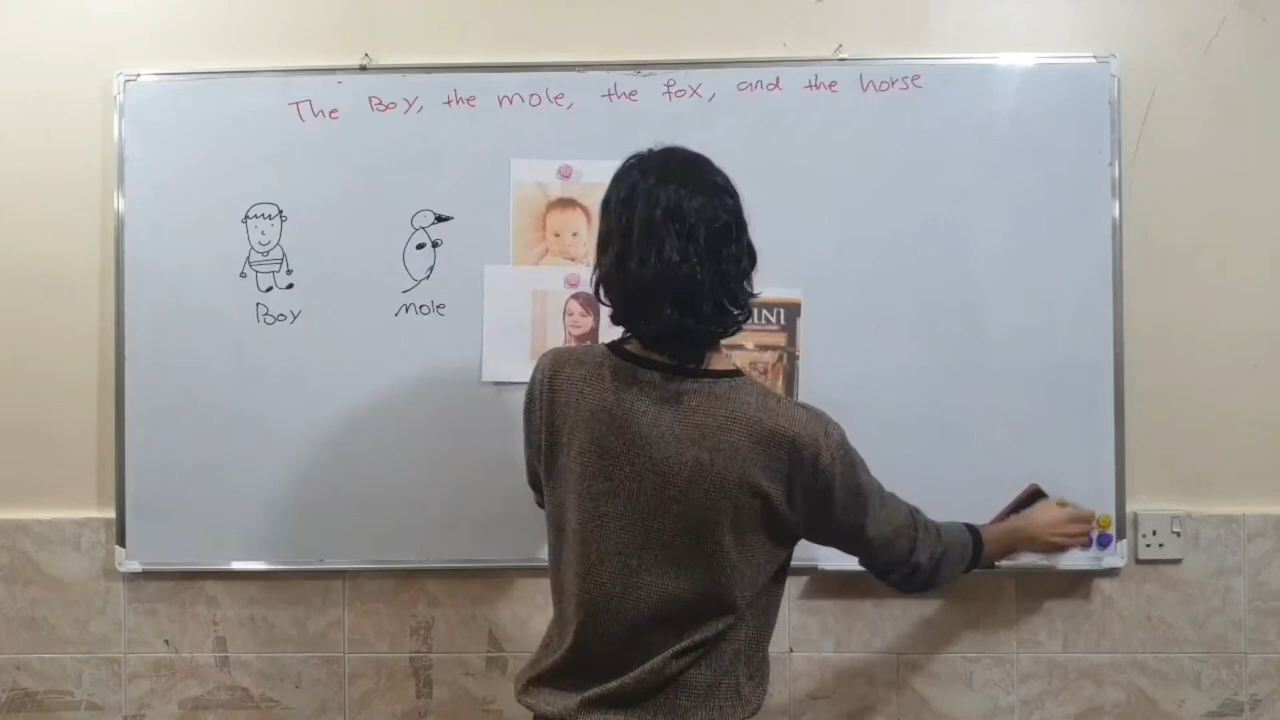 The Boy, the mole, the fox, and the horse
Boy
mole